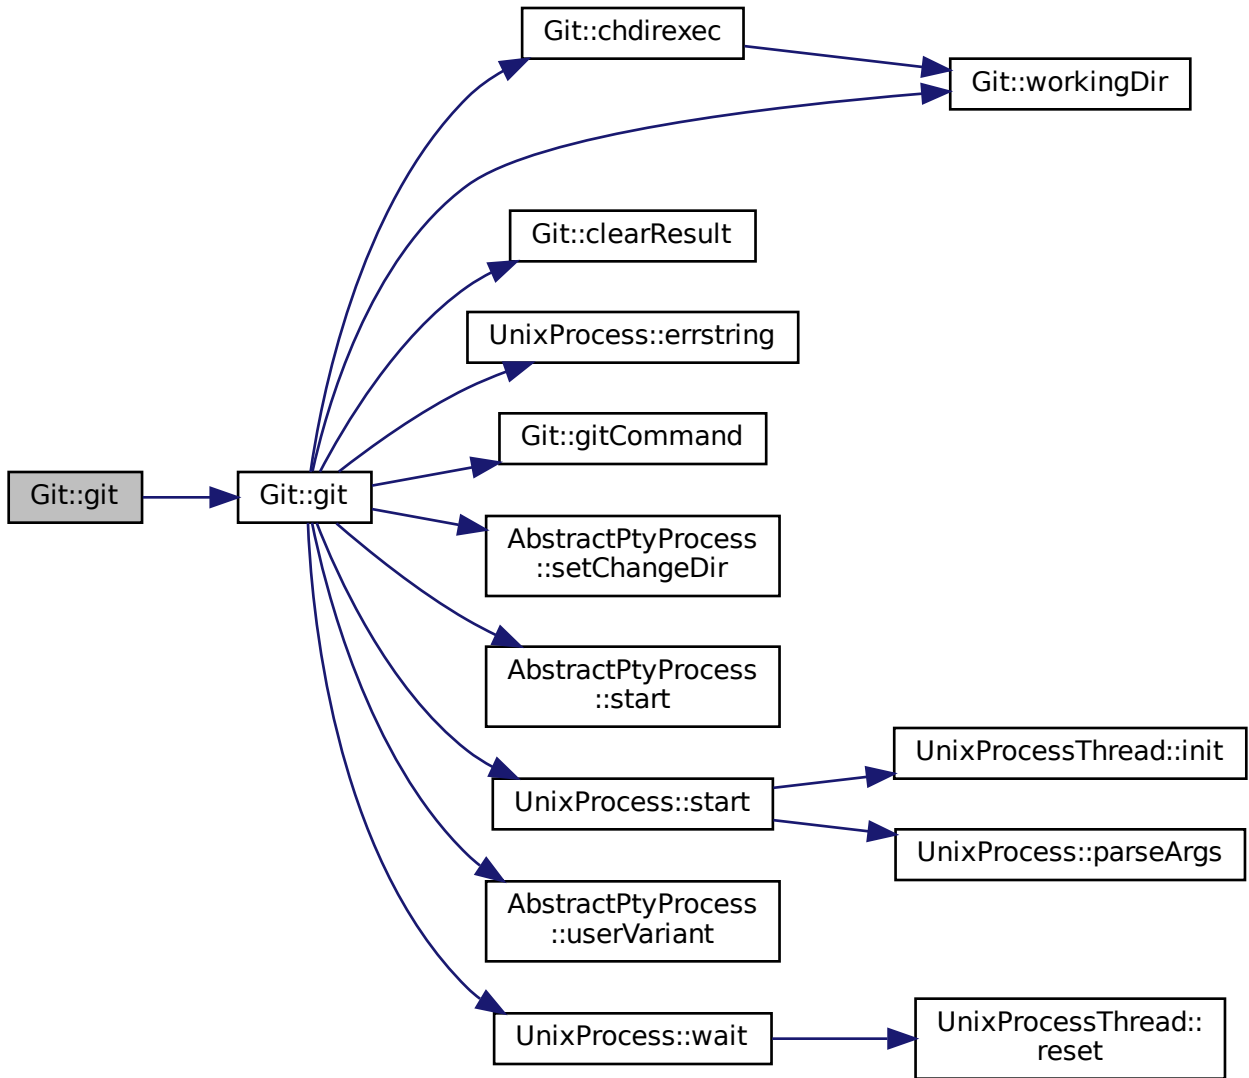 Git::git
Git::git
Git::chdirexec
Git::workingDir
Git::clearResult
UnixProcess::errstring
Git::gitCommand
AbstractPtyProcess
::setChangeDir
AbstractPtyProcess
::start
UnixProcess::start
UnixProcessThread::init
UnixProcess::parseArgs
AbstractPtyProcess
::userVariant
UnixProcess::wait
UnixProcessThread::
reset